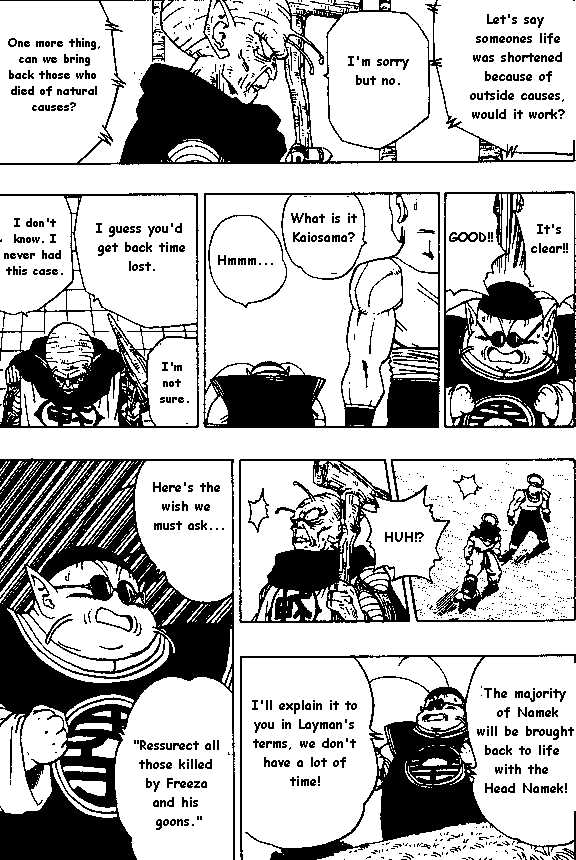 Let's say
someones life
was shortened
because of
outside causes,
would it work?
I'm sorry
but no.
One more thing,
can we bring
back those who
died of natural
causes?
It's
clear!!
GOOD!!
What is it
Kaiosama?
Hmmm...
I guess you'd
get back time
lost.
I don't
know. I
never had
this case.
I'm
not
sure.
HUH!?
Here's the
wish we
must ask...
"Ressurect all
those killed
by Freeza
and his
goons."
The majority
of Namek
will be brought
back to life
with the
Head Namek!
I'll explain it to
you in Layman's
terms, we don't
have a lot of
time!